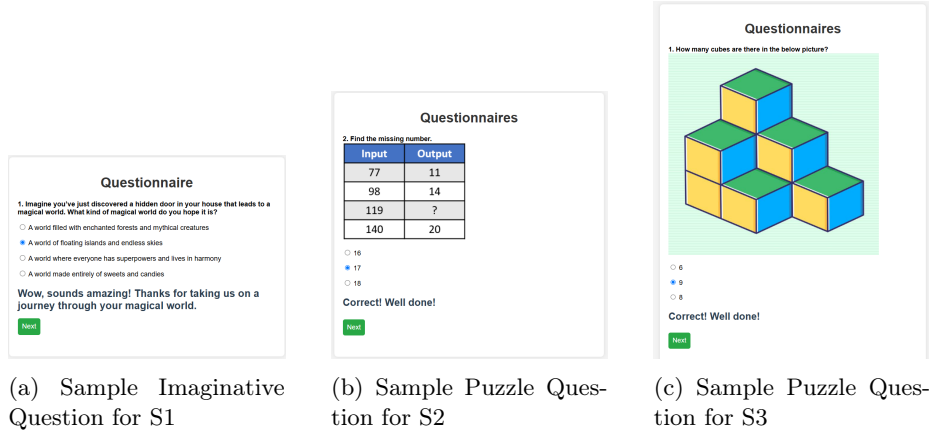 Questionnaire
1. Imagine you've just discovered a hidden door in your house that leads to a
magical world. What kind of magical world do you hope it is?
A world filled with enchanted forests and mythical creatures
A world of floating islands and endless skies
A world where everyone has superpowers and lives in harmony
A world made entirely of sweets and candies
Wow, sounds amazing! Thanks for taking us on a
journey through your magical world.
Next
(a) Sample Imaginative
Question for S1
Questionnaires
2. Find the missing number.
Input Output
77 11
98 14
119 ?
140 20
16
17
18
Correct! Well done!
Next
(b) Sample Puzzle Ques-
tion for S2
Questionnaires
1. How many cubes are there in the below picture?
6
9
8
Correct! Well done!
Next
(c) Sample Puzzle Ques-
tion for S3